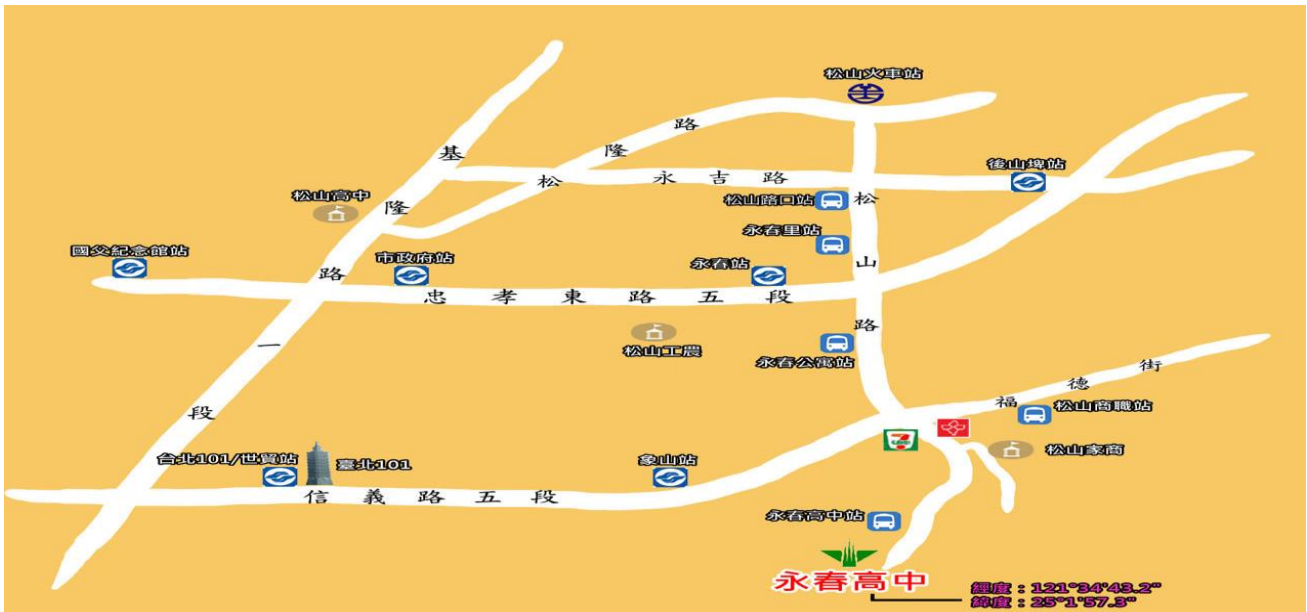 松山火車站
松隆路
基隆路一段
永吉路
後山埤站
松山高中
松山路口站
松山路
永春里站
國父紀念館站
市政府站
永春站
忠孝東路五段
松山工農
永春公寓站
福德街
松山商職站
7
松山家商
台北101/世貿站
臺北101
象山站
信義路五段
永春高中站
永春高中
經度：121°34'43.2"
緯度：25°1'57.3"